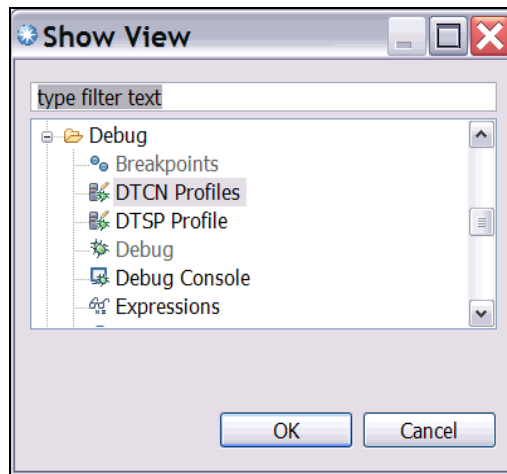 Show View
type filter text
Debug
Breakpoints
DTCN Profiles
DTSP Profile
Debug
Debug Console
Expressions
OK Cancel